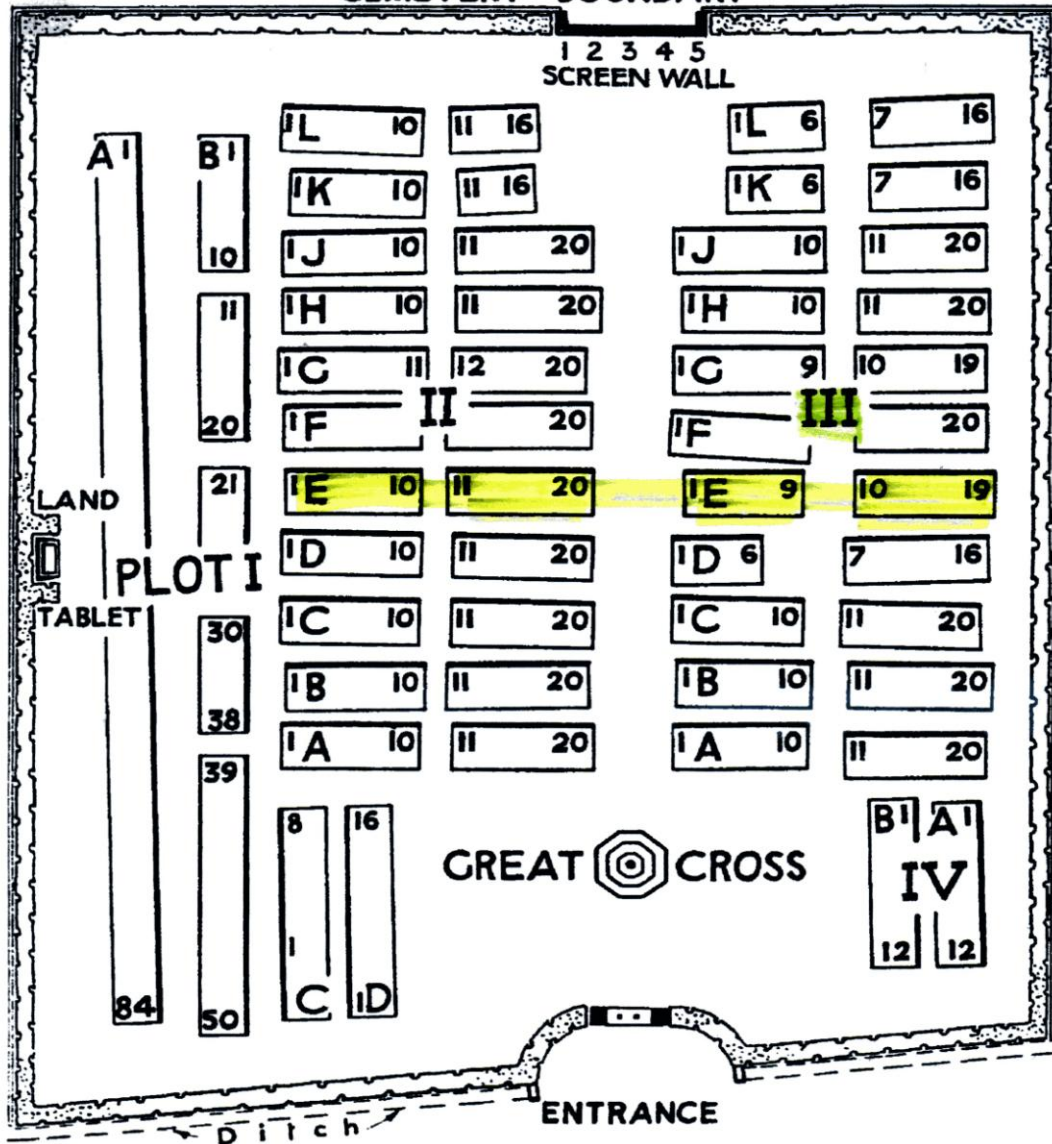 CEMETERY BOUNDARY
1 2 3 4 5
SCREEN WALL
1L 10 11 16 1L 6 7 16
A 1 B 1
1K 10 11 16 1K 6 7 16
1J 10 11 20 1J 10 11 20
10
1H 10 11 20 1H 10 11 20
11
1G 11 12 20 1G 9 10 19
II III
20 1F 20 1F 20
21 1E 10 11 20 1E 9 10 19
LAND
1D 10 11 20 1D 6 7 16
PLOT I
TABLET
30 1C 10 11 20 1C 10 11 20
1B 10 11 20 1B 10 11 20
38
1A 10 11 20 1A 10 11 20
39
8 16 B 1 A 1
GREAT CROSS
IV
1 12 12
84 50 C 1D
ENTRANCE
Ditch